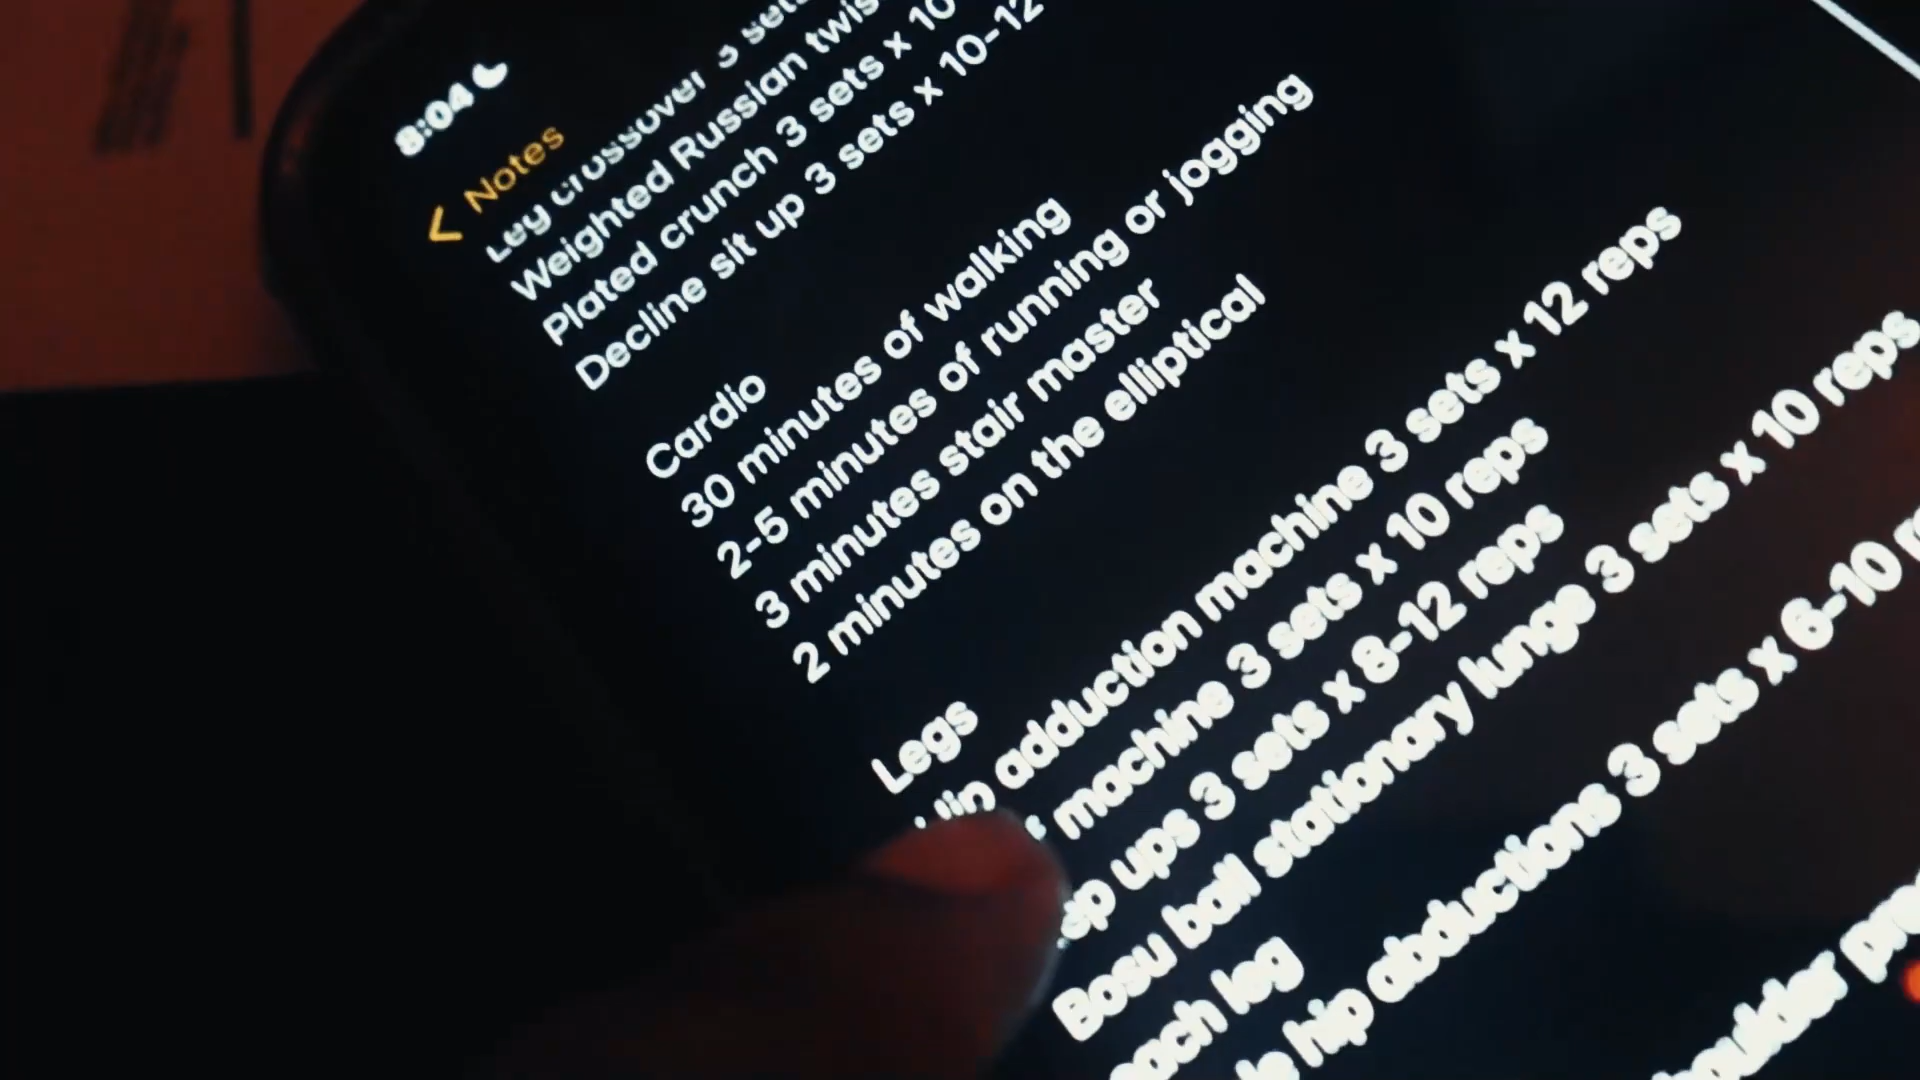 8:04
Notes
Leg crossover 3 sets
Weighted Russian twis
Plated crunch 3 sets x 10
Decline sit up 3 sets x 10-12
Cardio
30 minutes of walking
2-5 minutes of running or jogging
3 minutes stair master
2 minutes on the elliptical
Legs
adduction machine 3 sets x 12 reps
machine 3 sets x 10 reps
ep ups 3 sets x 8-12 reps
Bosu ball stationary lunge 3 sets x 10 reps
each leg
hip abductions 3 sets x 6-10 r
houlder pre